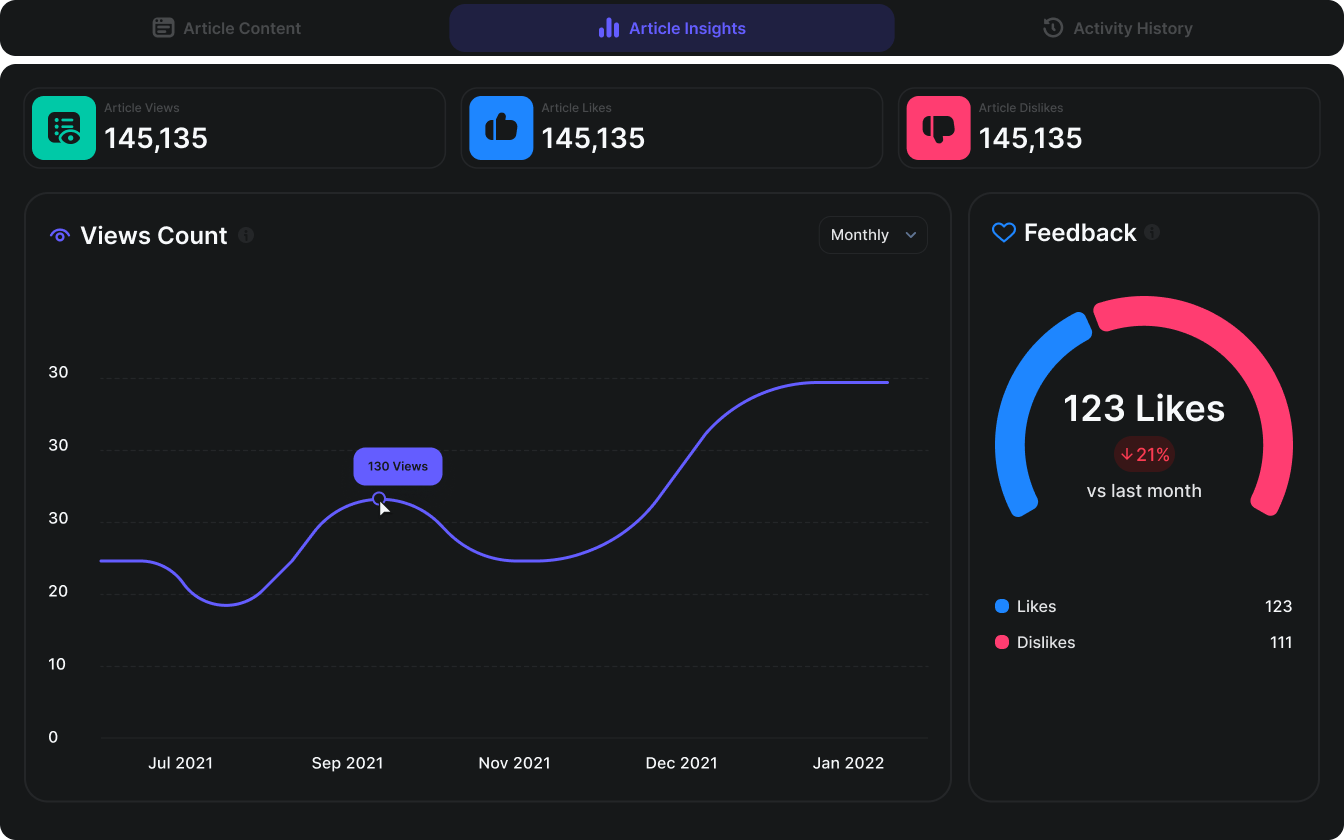 Article Content
Article Insights
Activity History
Article Views
145,135
Article Likes
145,135
Article Dislikes
145,135
Views Count
Monthly
30
30
30
20
10
0
130 Views
Jul 2021
Sep 2021
Nov 2021
Dec 2021
Jan 2022
Feedback
123 Likes
↓21%
vs last month
Likes 123
Dislikes 111